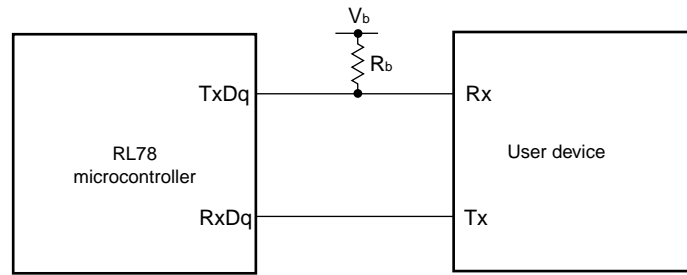 Vb
Rb
TxDq
Rx
RL78
microcontroller
User device
RxDq
Tx